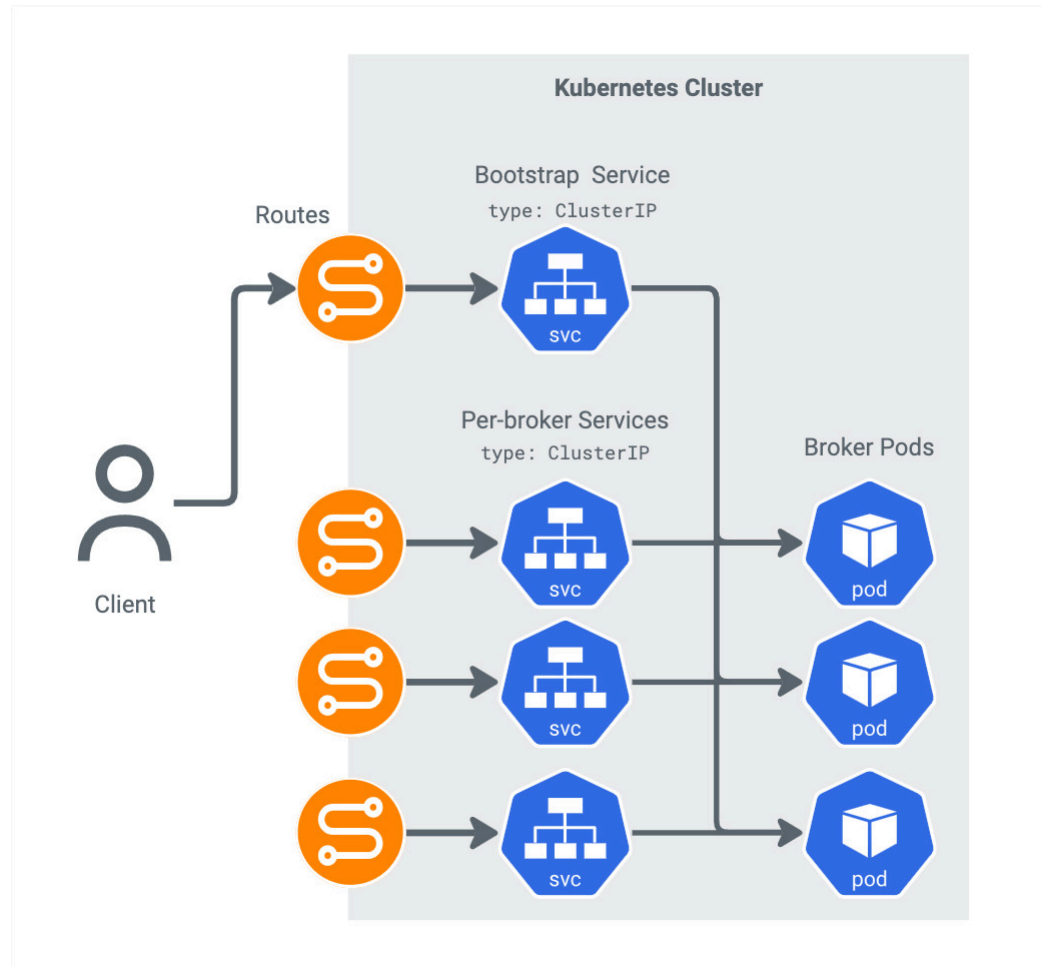 Kubernetes Cluster
Bootstrap Service
type: ClusterIP
Routes
svc
Per-broker Services
type: ClusterIP
Broker Pods
svc
pod
Client
svc
pod
svc
pod